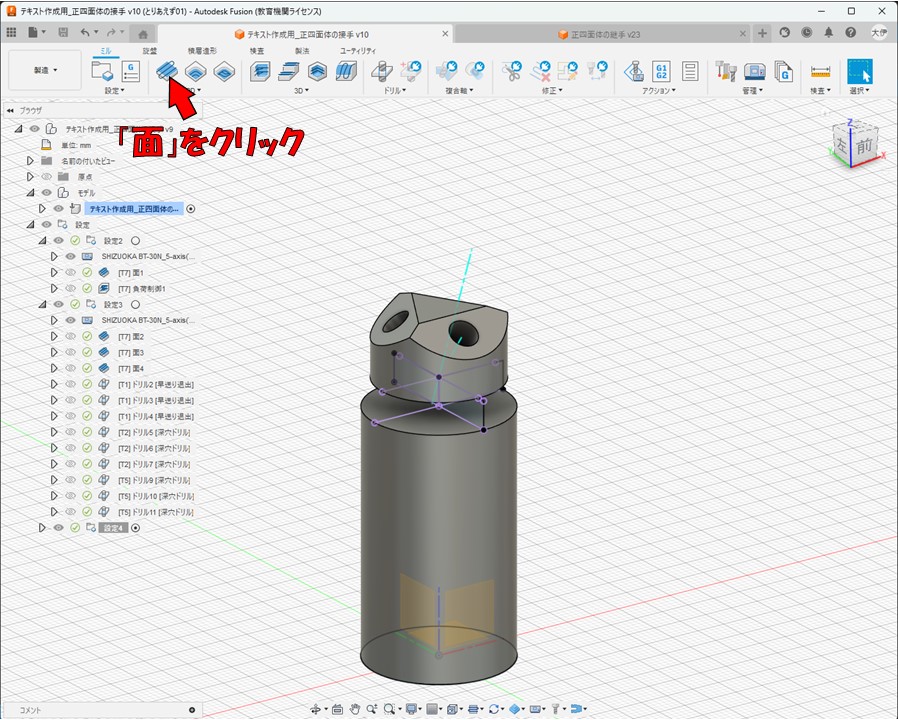 テキスト作成用_正四面体の接手 v10 (とりあえず01) - Autodesk Fusion (教育機関ライセンス)
テキスト作成用_正四面体の接手 v10
正四面体の継手 v23
大伊
ミル 旋盤 積層造形 検査 製法 ユーティリティ
製造
G1 G2
設定 2D 3D ドリル 複合軸 修正 アクション 管理 検査 選択
「面」をクリック
ブラウザ
テキスト作成用_正 v9
単位: mm
名前の付いたビュー
原点
モデル
テキスト作成用_正四面体の...
設定
設定2
SHIZUOKA BT-30N_5-axis(...
[T7] 面1
[T7] 負荷制御1
設定3
SHIZUOKA BT-30N_5-axis(...
[T7] 面2
[T7] 面3
[T7] 面4
[T1] ドリル2 [早送り退出]
[T1] ドリル3 [早送り退出]
[T1] ドリル4 [早送り退出]
[T2] ドリル5 [深穴ドリル]
[T2] ドリル6 [深穴ドリル]
[T2] ドリル7 [深穴ドリル]
[T5] ドリル9 [深穴ドリル]
[T5] ドリル10 [深穴ドリル]
[T5] ドリル11 [深穴ドリル]
設定4
Z
左 前
Y X
コメント